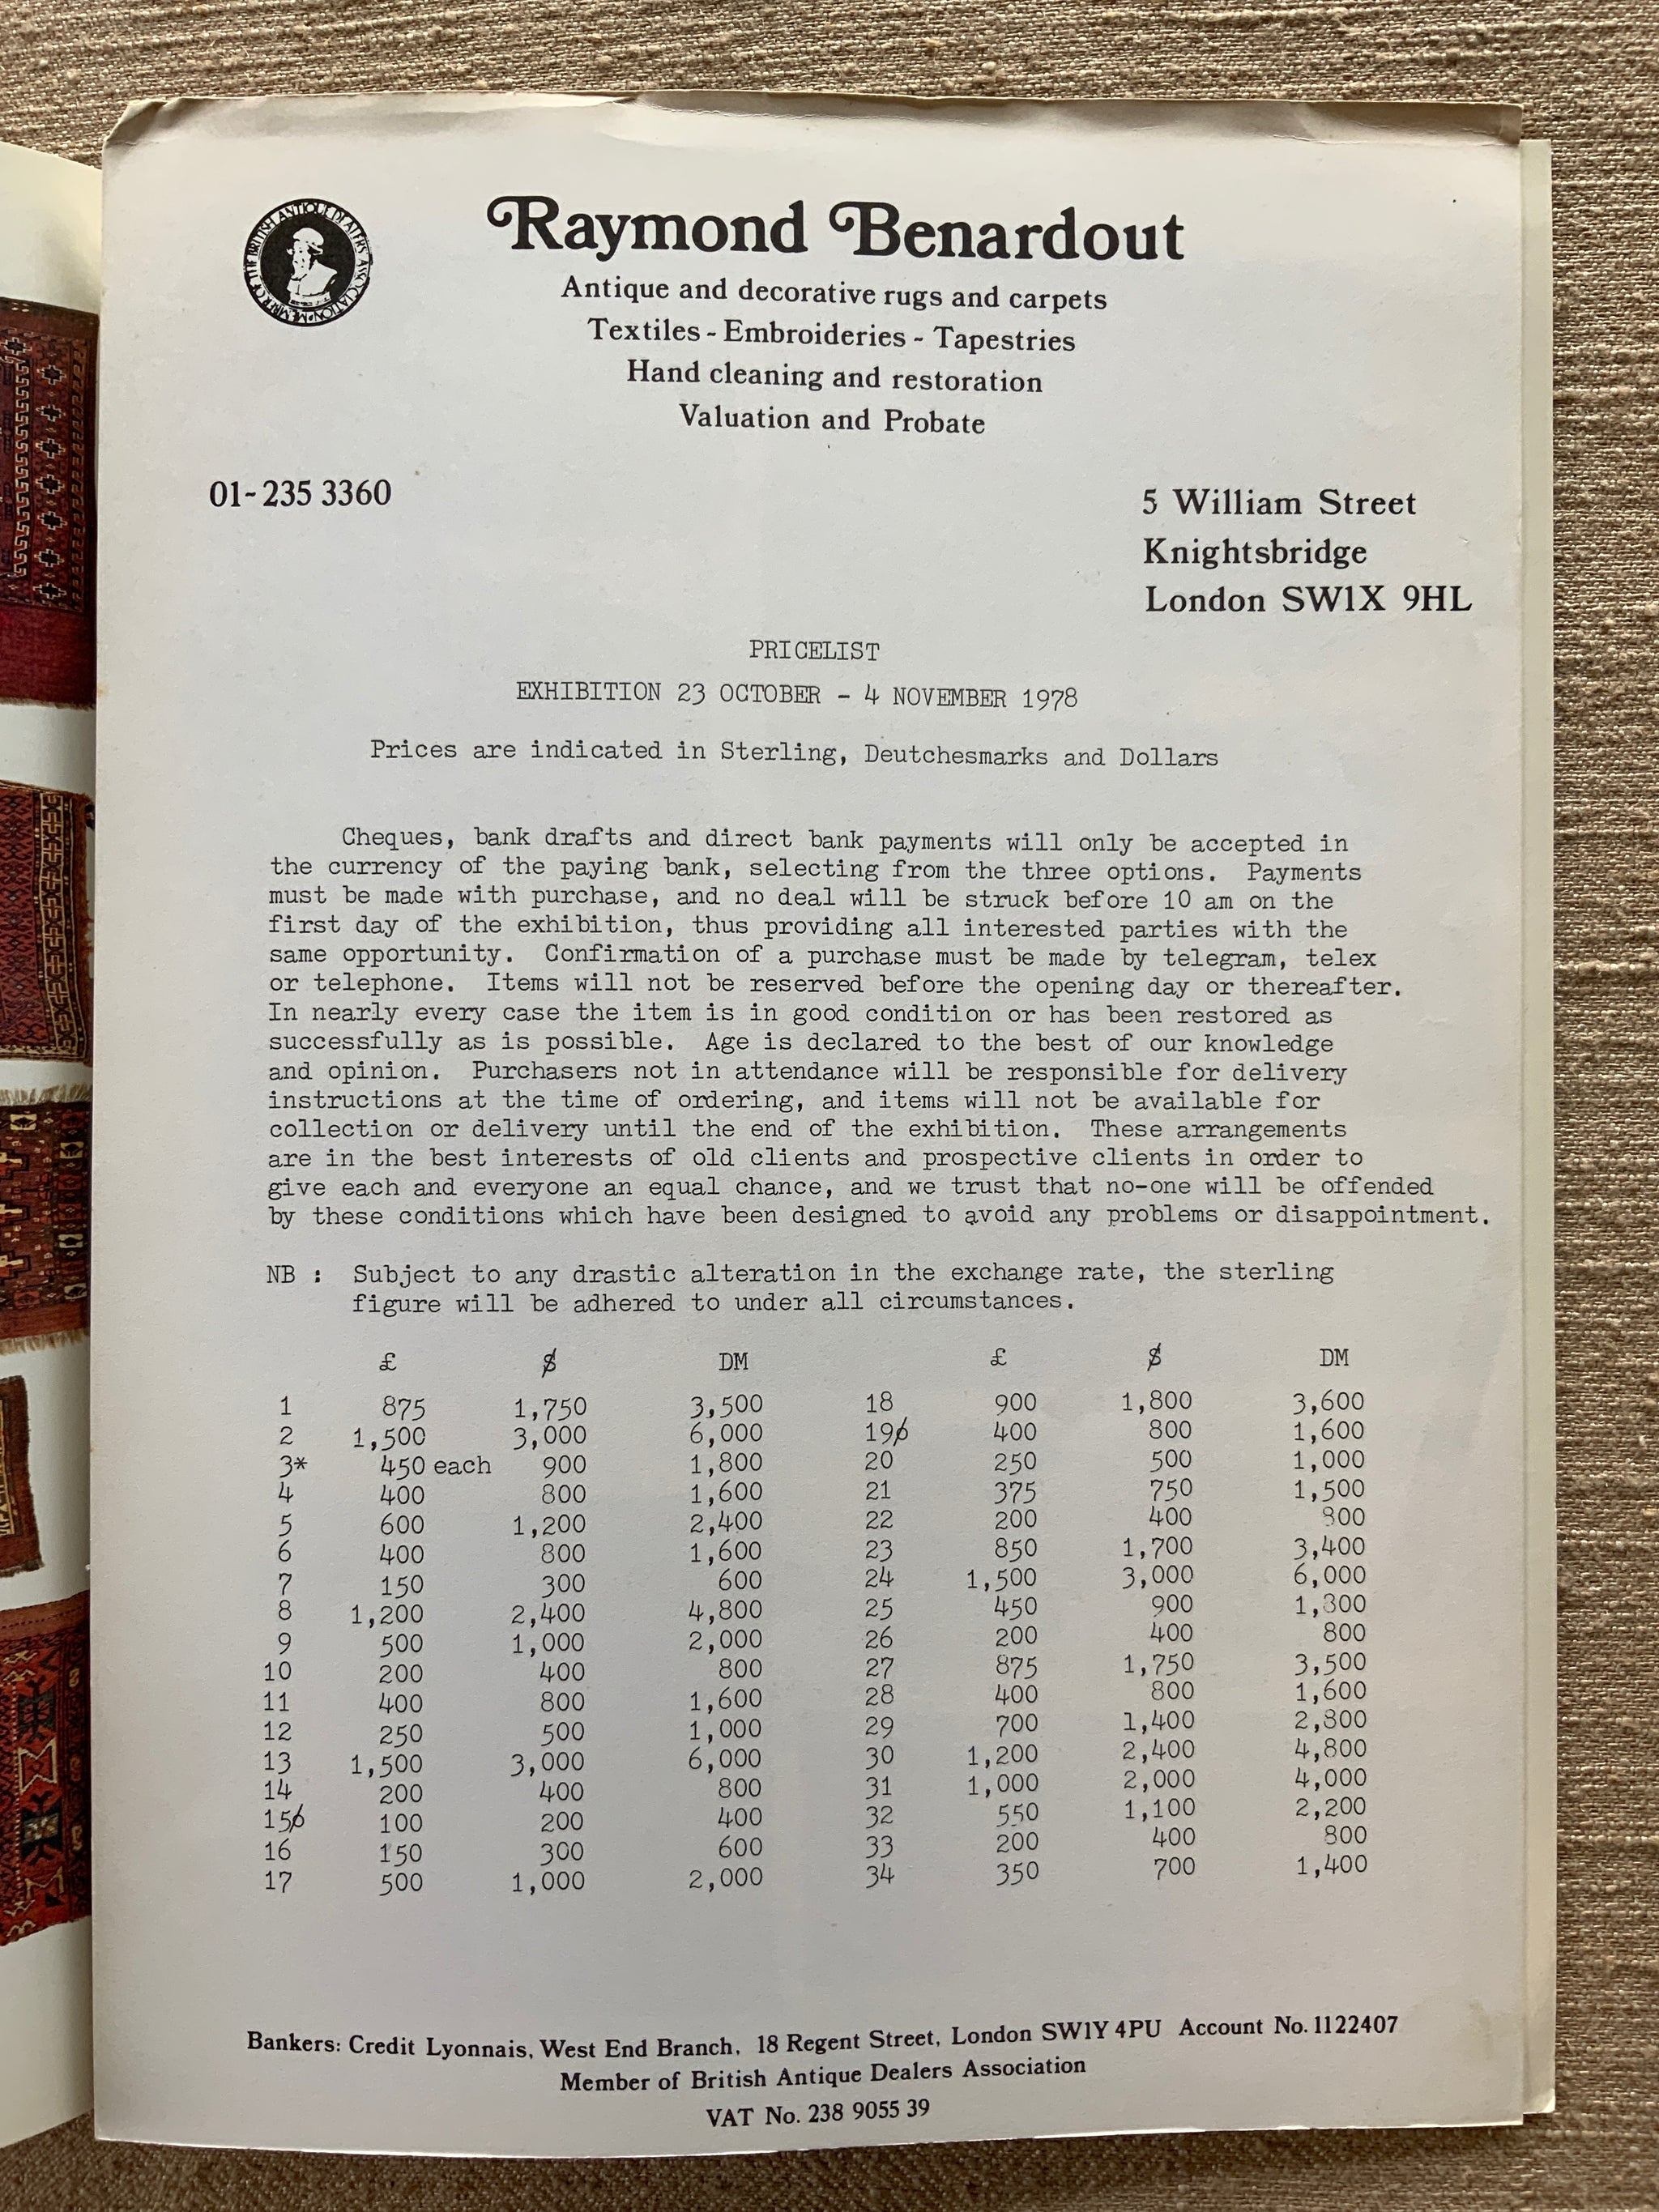 MEMBER OF THE BRITISH ANTIQUE DEALERS ASSOCIATION
Raymond Benardout
Antique and decorative rugs and carpets
Textiles - Embroideries - Tapestries
Hand cleaning and restoration
Valuation and Probate
01-235 3360
5 William Street
Knightsbridge
London SW1X 9HL
PRICELIST
EXHIBITION 23 OCTOBER - 4 NOVEMBER 1978
Prices are indicated in Sterling, Deutchesmarks and Dollars
Cheques, bank drafts and direct bank payments will only be accepted in
the currency of the paying bank, selecting from the three options. Payments
must be made with purchase, and no deal will be struck before 10 am on the
first day of the exhibition, thus providing all interested parties with the
same opportunity. Confirmation of a purchase must be made by telegram, telex
or telephone. Items will not be reserved before the opening day or thereafter.
In nearly every case the item is in good condition or has been restored as
successfully as is possible. Age is declared to the best of our knowledge
and opinion. Purchasers not in attendance will be responsible for delivery
instructions at the time of ordering, and items will not be available for
collection or delivery until the end of the exhibition. These arrangements
are in the best interests of old clients and prospective clients in order to
give each and everyone an equal chance, and we trust that no-one will be offended
by these conditions which have been designed to avoid any problems or disappointment.
NB : Subject to any drastic alteration in the exchange rate, the sterling
figure will be adhered to under all circumstances.
£ $ DM £ $ DM
1 875 1,750 3,500 18 900 1,800 3,600
2 1,500 3,000 6,000 19ø 400 800 1,600
3* 450 each 900 1,800 20 250 500 1,000
4 400 800 1,600 21 375 750 1,500
5 600 1,200 2,400 22 200 400 800
6 400 800 1,600 23 850 1,700 3,400
7 150 300 600 24 1,500 3,000 6,000
8 1,200 2,400 4,800 25 450 900 1,800
9 500 1,000 2,000 26 200 400 800
10 200 400 800 27 875 1,750 3,500
11 400 800 1,600 28 400 800 1,600
12 250 500 1,000 29 700 1,400 2,800
13 1,500 3,000 6,000 30 1,200 2,400 4,800
14 200 400 800 31 1,000 2,000 4,000
15ø 100 200 400 32 550 1,100 2,200
16 150 300 600 33 200 400 800
17 500 1,000 2,000 34 350 700 1,400
Bankers: Credit Lyonnais, West End Branch, 18 Regent Street, London SW1Y 4PU Account No. 1122407
Member of British Antique Dealers Association
VAT No. 238 9055 39